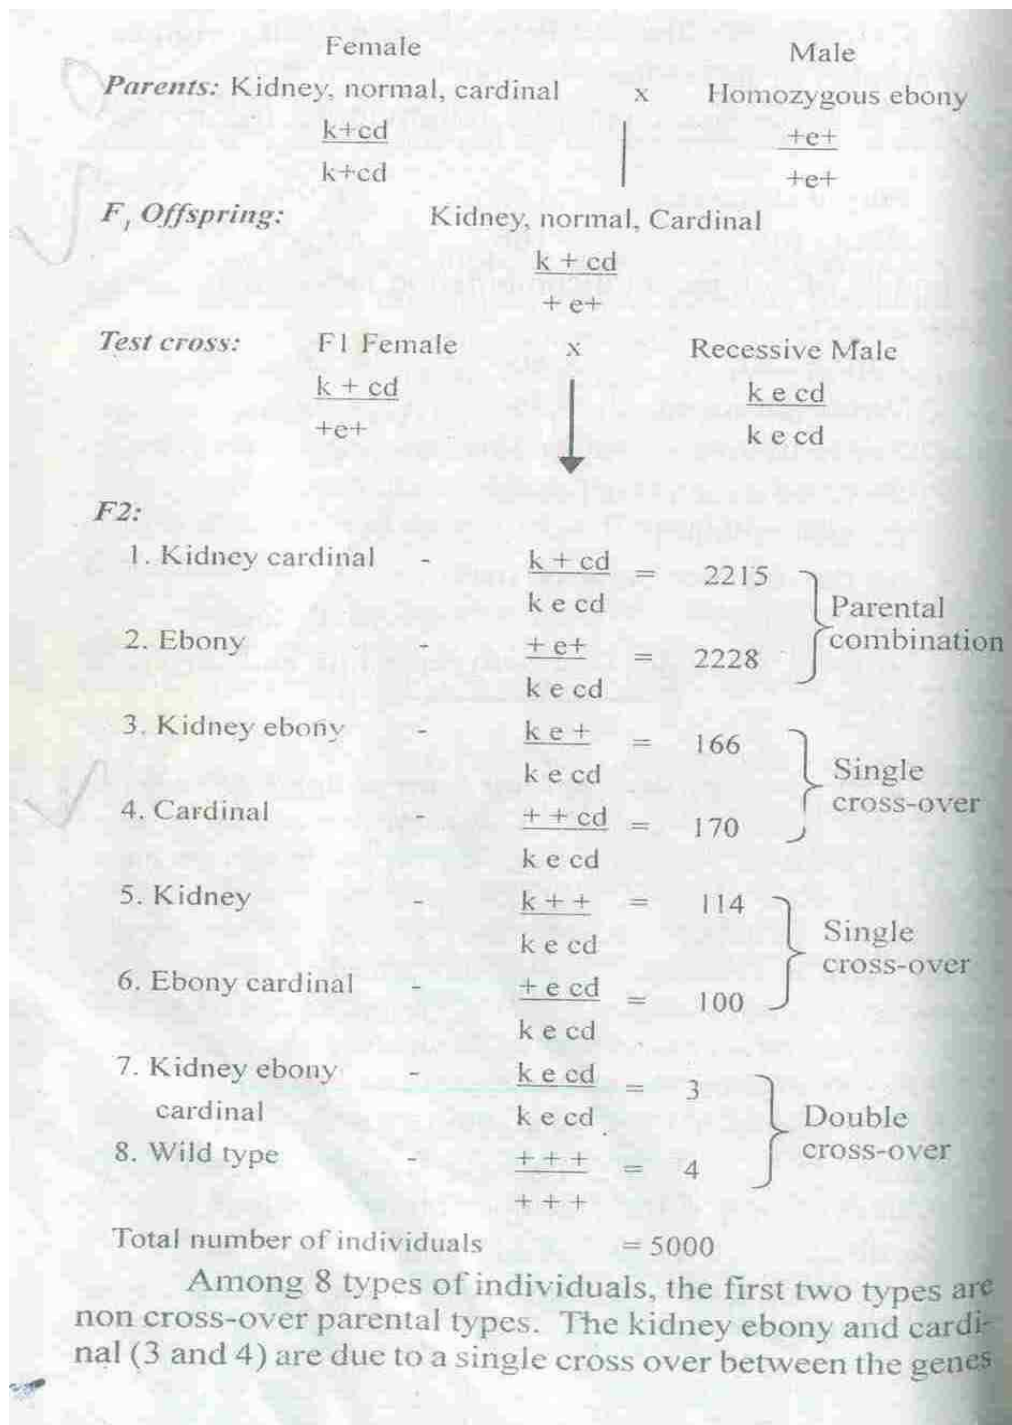 Female Male
Parents: Kidney, normal, cardinal x Homozygous ebony
k+cd +e+
k+cd +e+
F1 Offspring: Kidney, normal, Cardinal
k + cd
+ e+
Test cross: F1 Female x Recessive Male
k + cd k e cd
+e+ k e cd
F2:
1. Kidney cardinal - k + cd = 2215
k e cd Parental
2. Ebony - + e+ = 2228 combination
k e cd
3. Kidney ebony - k e + = 166
k e cd Single
4. Cardinal - + + cd = 170 cross-over
k e cd
5. Kidney - k + + = 114
k e cd Single
6. Ebony cardinal - + e cd = 100 cross-over
k e cd
7. Kidney ebony - k e cd = 3
cardinal k e cd Double
8. Wild type - + + + = 4 cross-over
+ + +
Total number of individuals = 5000
Among 8 types of individuals, the first two types are
non cross-over parental types. The kidney ebony and cardi-
nal (3 and 4) are due to a single cross over between the genes